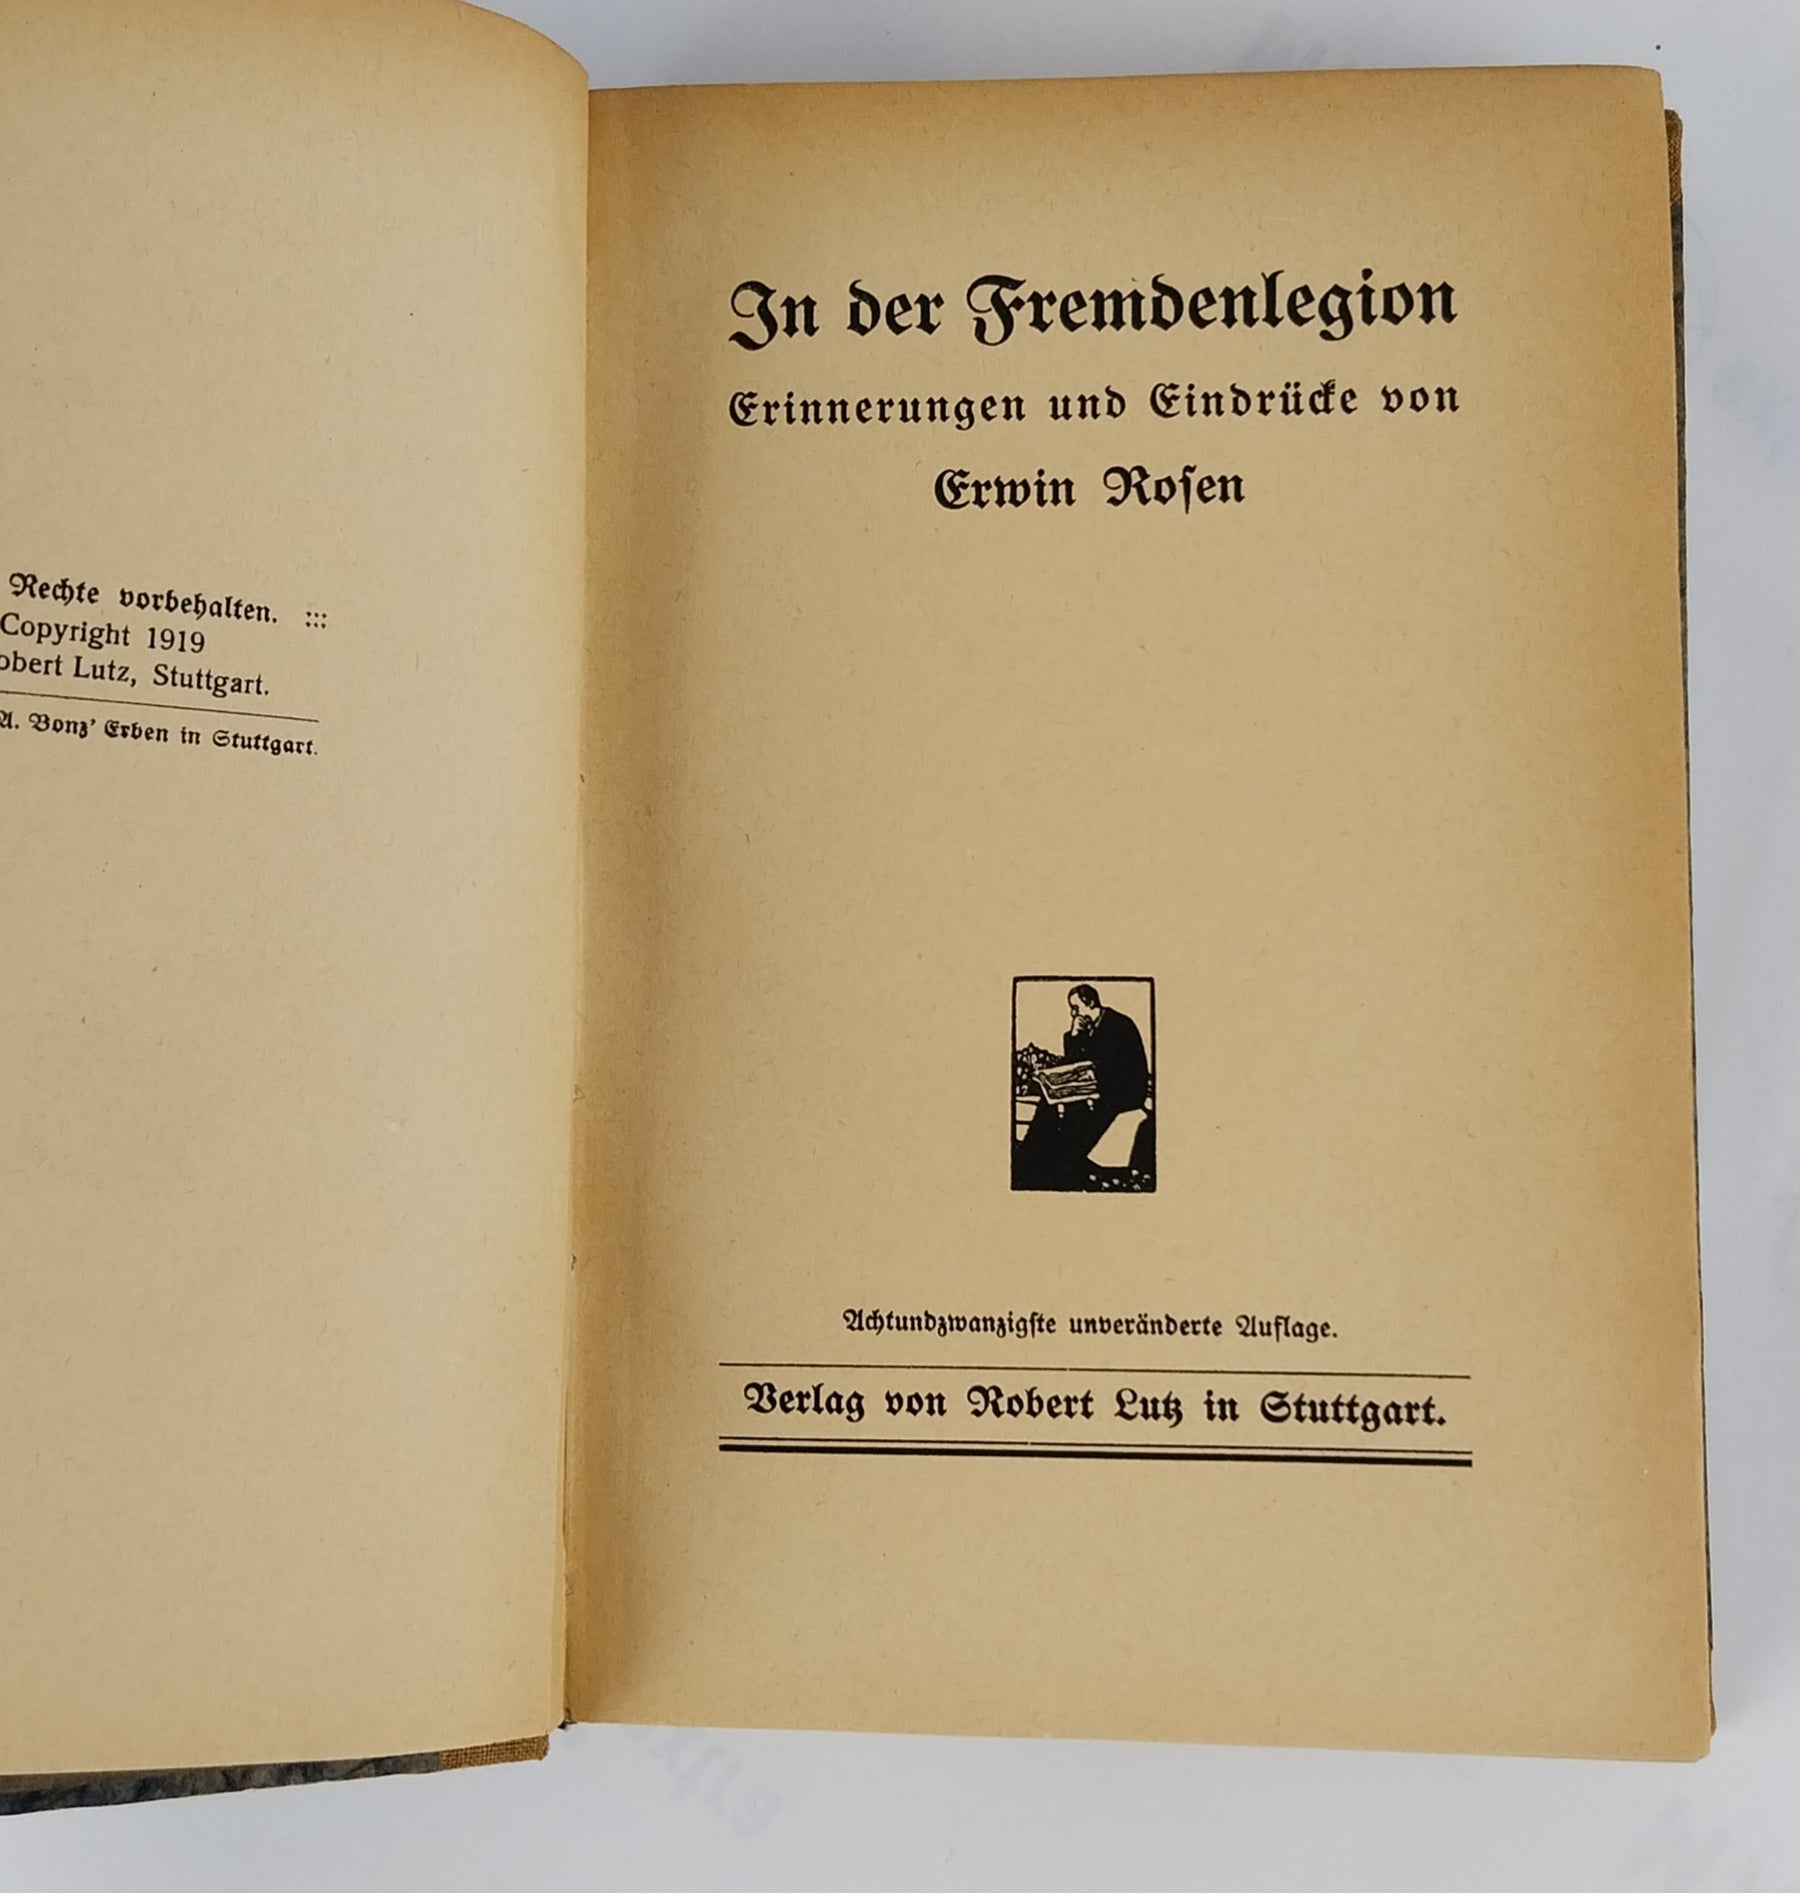 Rechte vorbehalten. :::
Copyright 1919
obert Lutz, Stuttgart.
A. Bonz' Erben in Stuttgart.
In der Fremdenlegion
Erinnerungen und Eindrücke von
Erwin Rosen
Achtundzwanzigste unveränderte Auflage.
Verlag von Robert Lutz in Stuttgart.